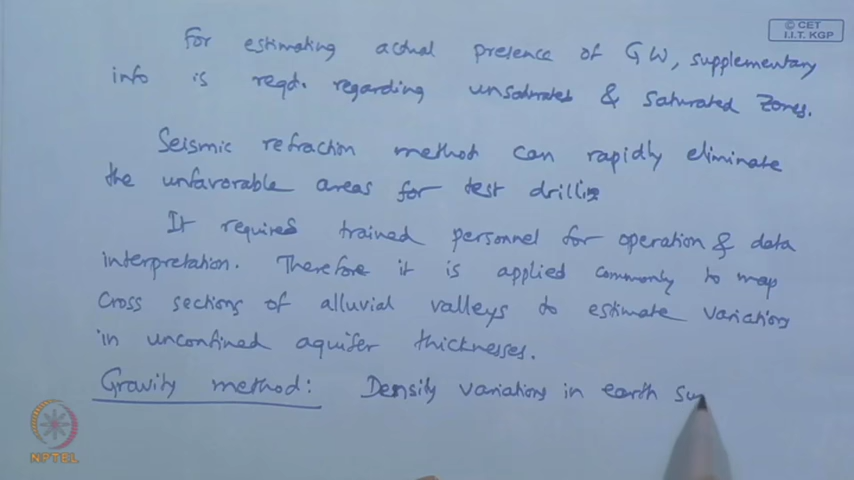 © CET
I.I.T. KGP
For estimating actual presence of GW, supplementary
info is reqd. regarding unsaturated & saturated zones.
Seismic refraction method can rapidly eliminate
the unfavorable areas for test drilling
It requires trained personnel for operation & data
interpretation. Therefore it is applied commonly to map
cross sections of alluvial valleys to estimate variations
in unconfined aquifer thicknesses.
Gravity method: Density variations in earth su
NPTEL